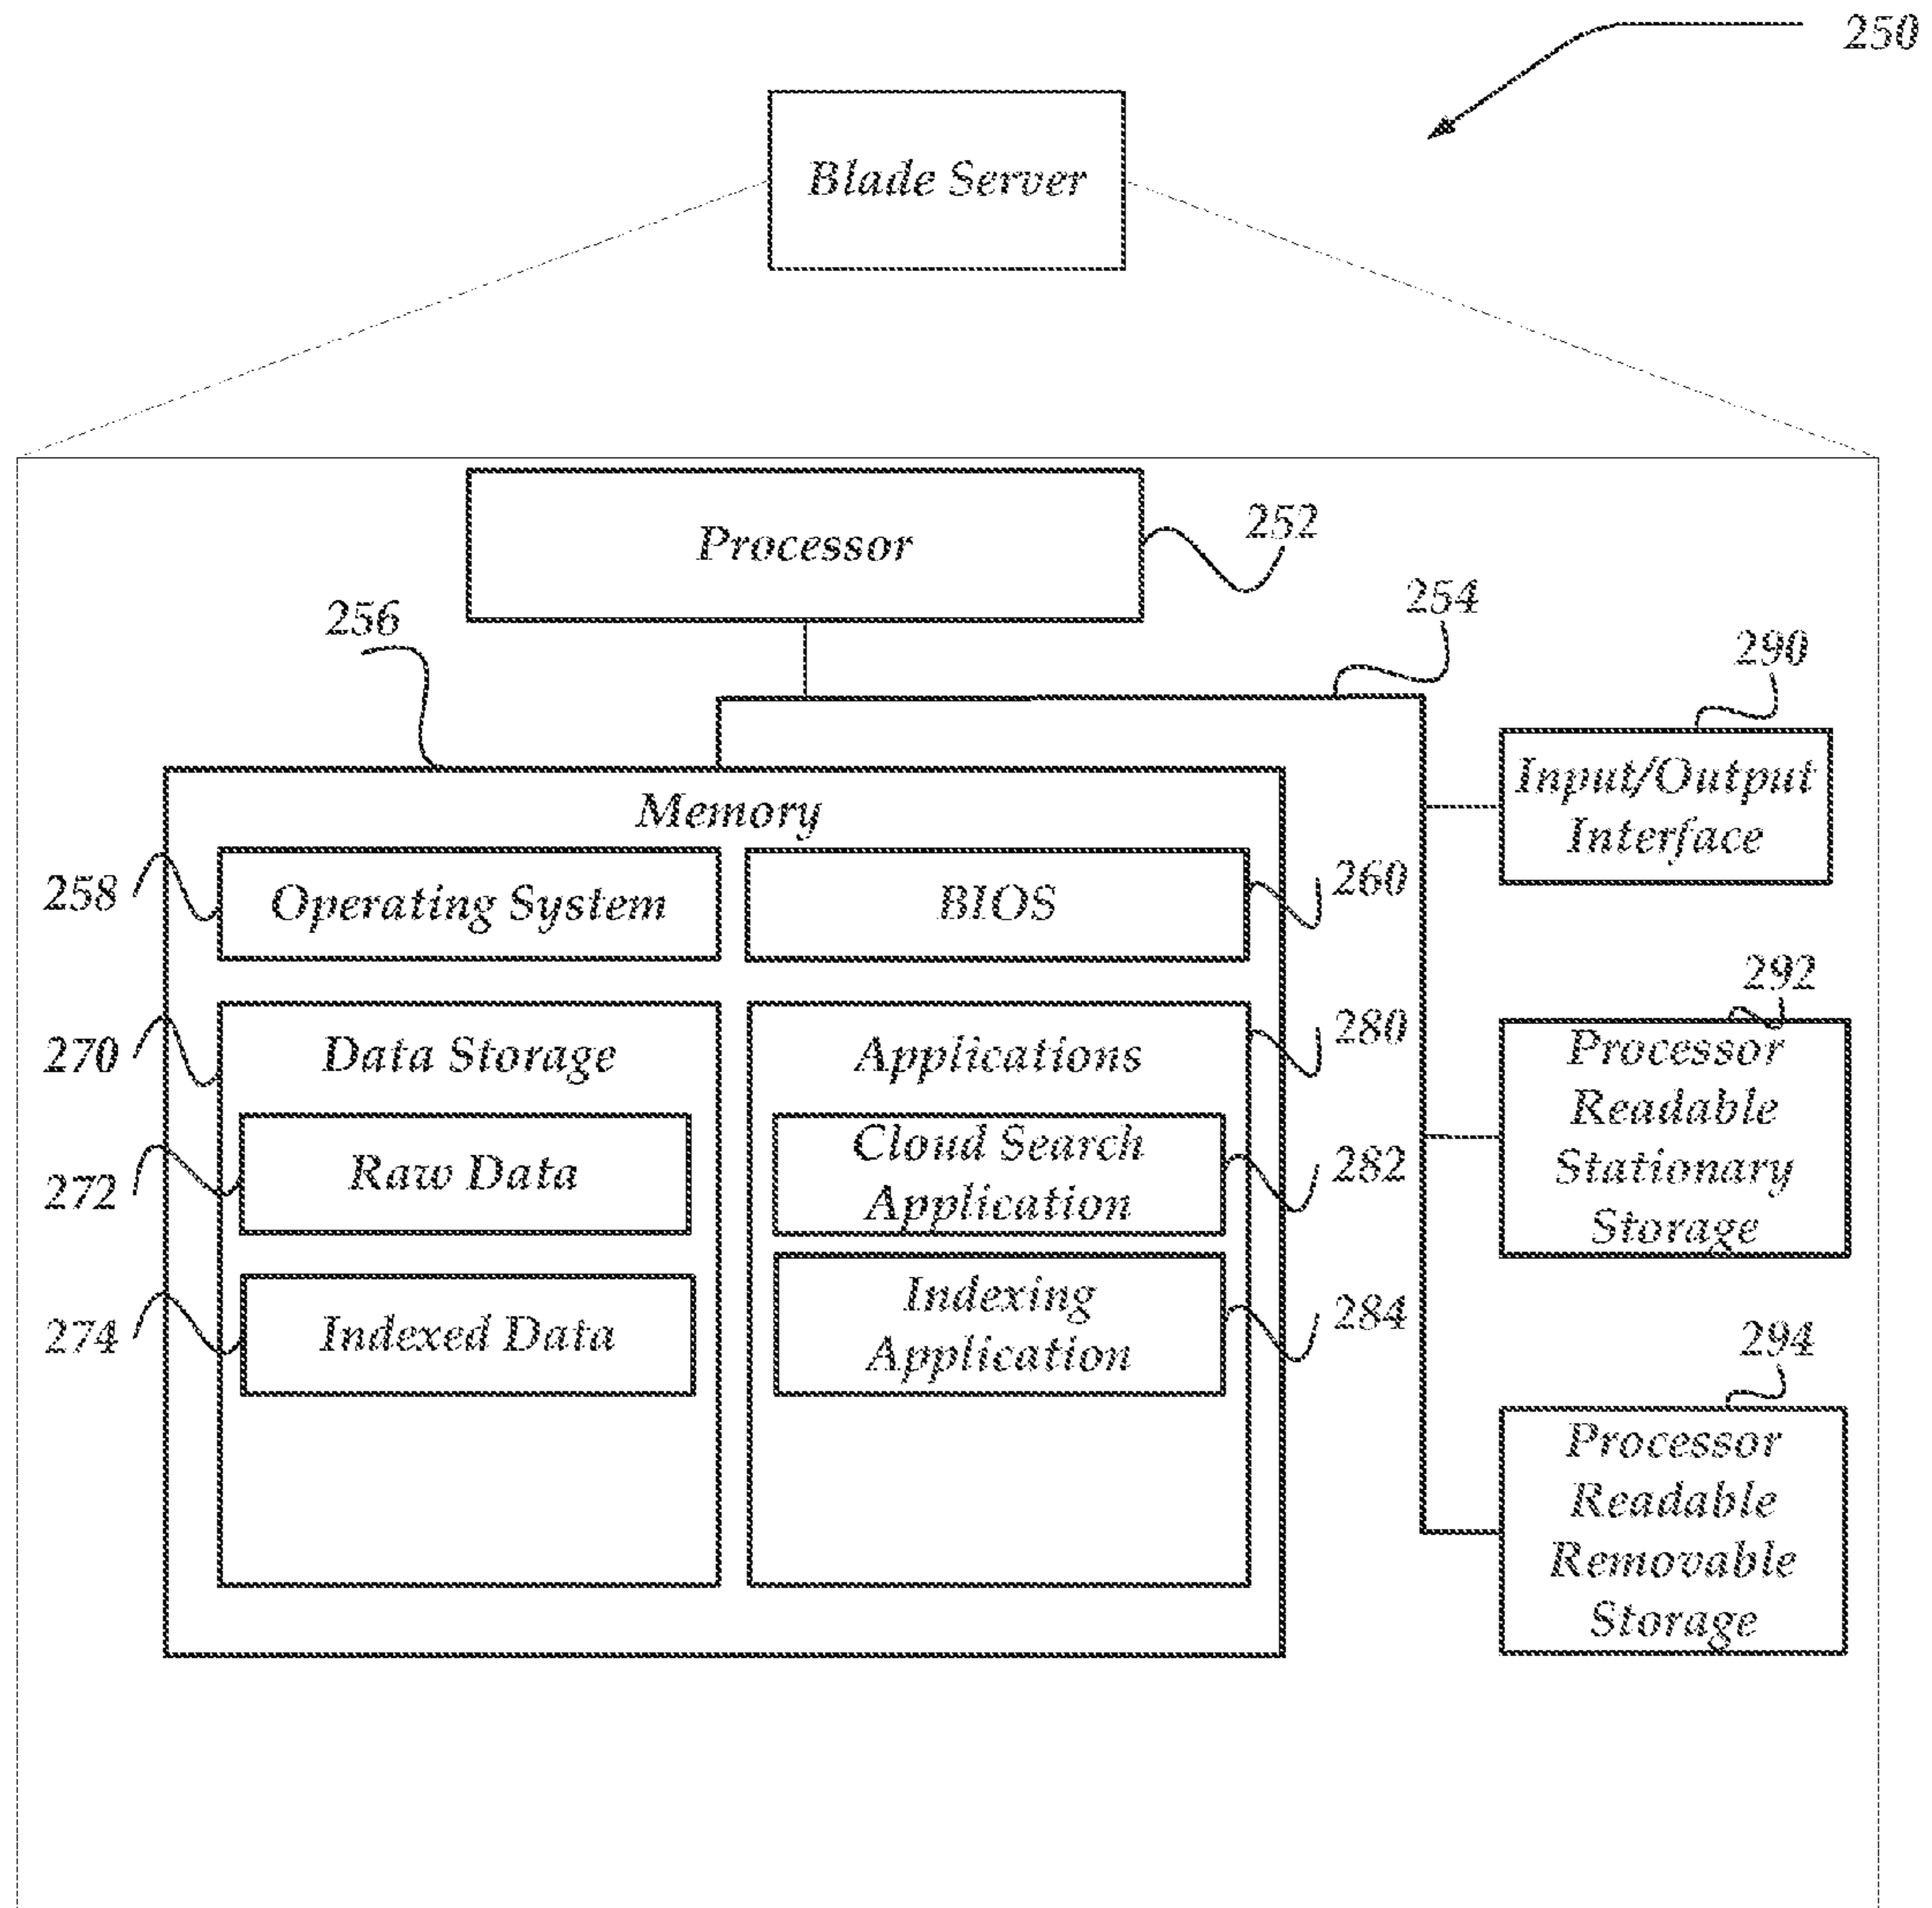 250
Blade Server
Processor
252
254
256
290
Input/Output
Interface
Memory
258
Operating System
BIOS
260
292
Processor
Readable
Stationary
Storage
270
Data Storage
Applications
280
272
Raw Data
Cloud Search
Application
282
274
Indexed Data
Indexing
Application
284
294
Processor
Readable
Removable
Storage